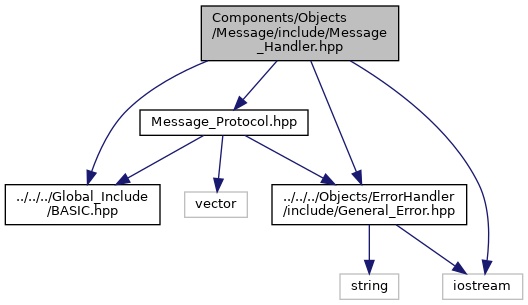 Components/Objects
/Message/include/Message
_Handler.hpp
Message_Protocol.hpp
../../../Global_Include
/BASIC.hpp
vector
../../../Objects/ErrorHandler
/include/General_Error.hpp
string
iostream